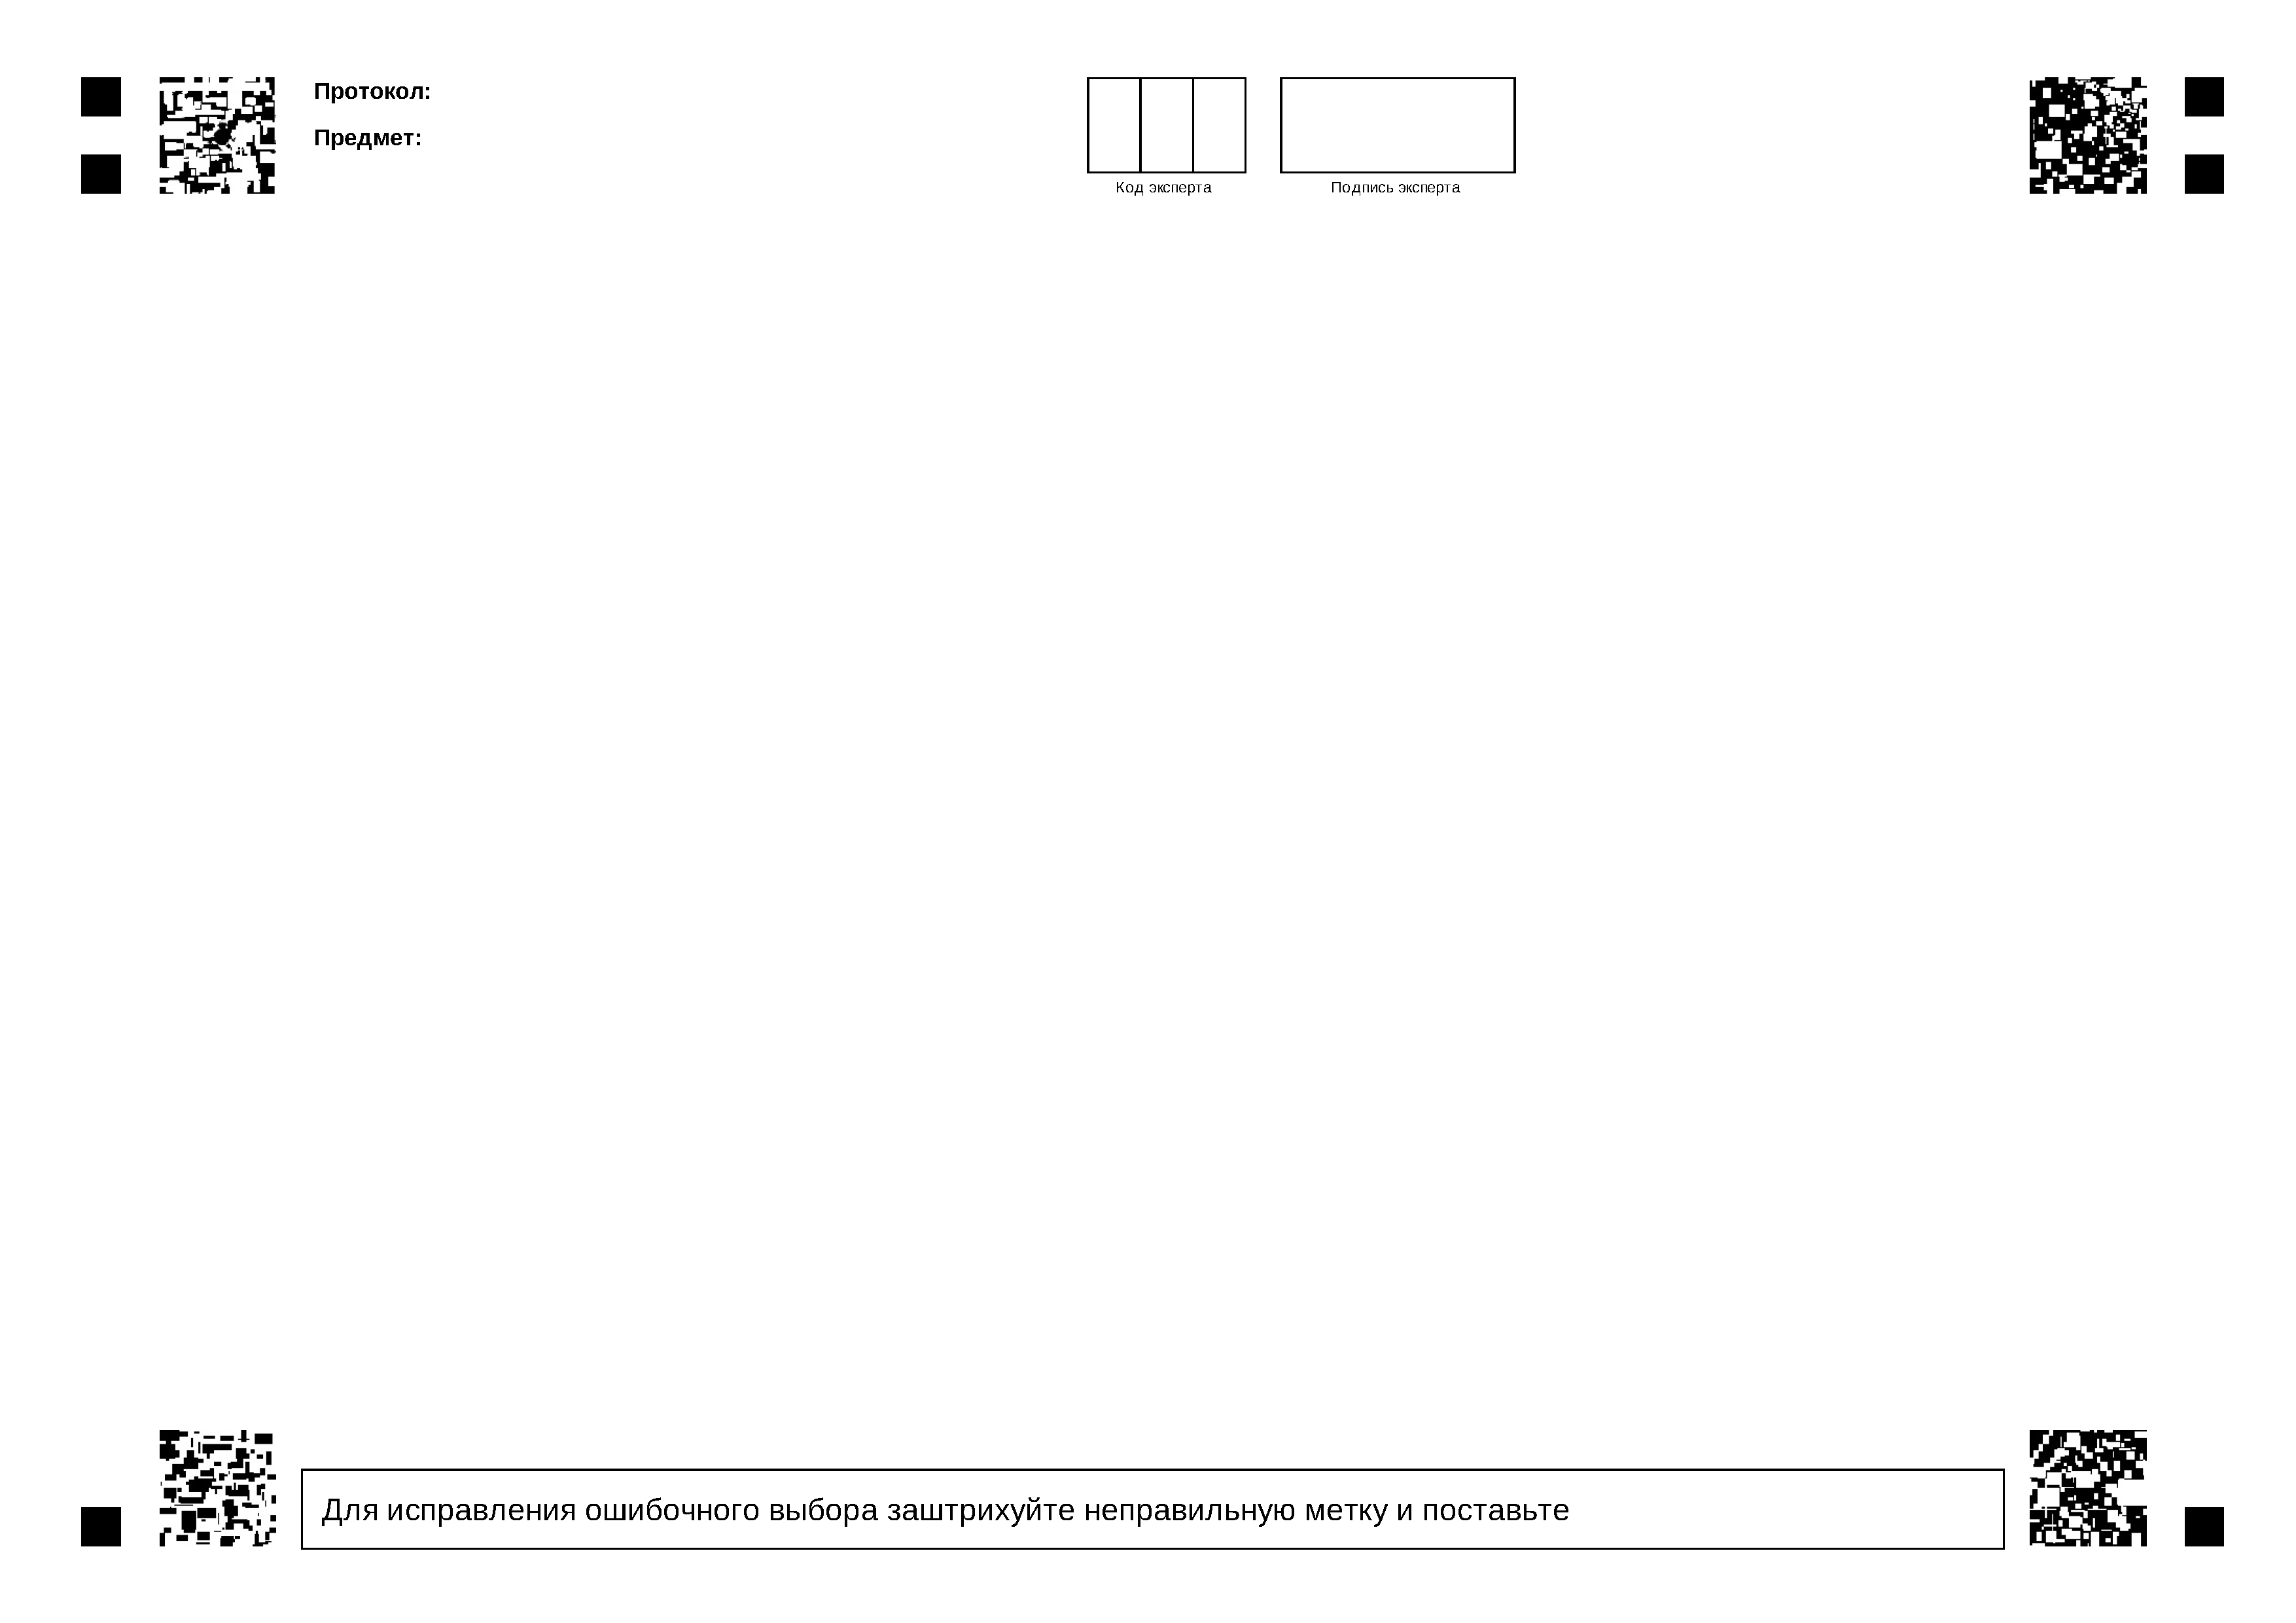 Протокол:
Предмет:
Код эксперта
Подпись эксперта
Для исправления ошибочного выбора заштрихуйте неправильную метку и поставьте